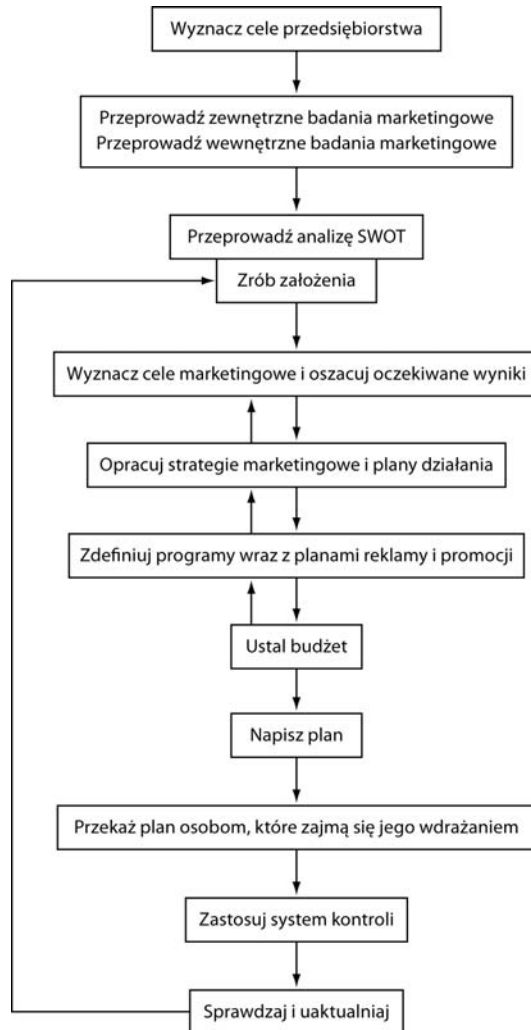 Wyznacz cele przedsiębiorstwa
Przeprowadź zewnętrzne badania marketingowe
Przeprowadź wewnętrzne badania marketingowe
Przeprowadź analizę SWOT
Zrób założenia
Wyznacz cele marketingowe i oszacuj oczekiwane wyniki
Opracuj strategie marketingowe i plany działania
Zdefiniuj programy wraz z planami reklamy i promocji
Ustal budżet
Napisz plan
Przekaż plan osobom, które zajmą się jego wdrażaniem
Zastosuj system kontroli
Sprawdzaj i uaktualniaj